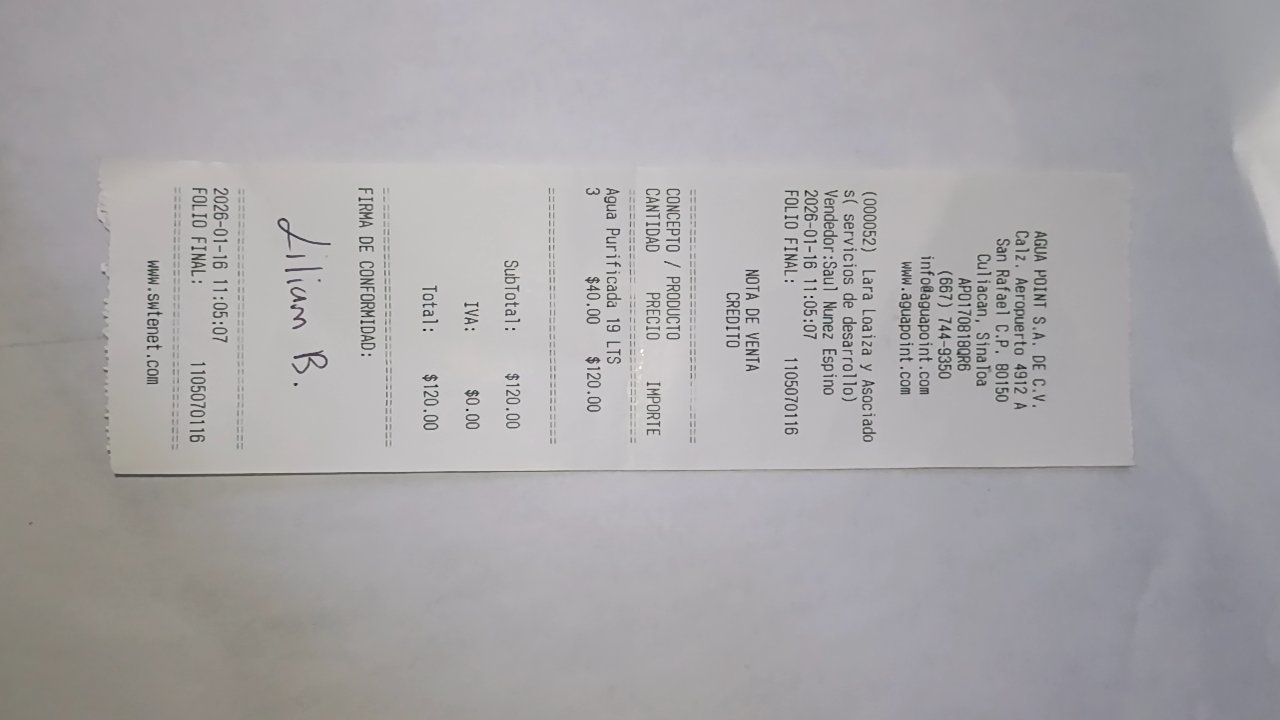 AGUA POINT S.A. DE C.V.
Calz. Aeropuerto 4912 A
San Rafael C.P. 80150
Culiacan, Sinaloa
APO170818QR6
(667) 744-9350
info@aguapoint.com
www.aguapoint.com
(000052) Lara Loaiza y Asociado
s( servicios de desarrollo)
Vendedor:Saul Nunez Espino
2026-01-16 11:05:07
FOLIO FINAL: 1105070116
NOTA DE VENTA
CREDITO
CONCEPTO / PRODUCTO
CANTIDAD PRECIO IMPORTE
Agua Purificada 19 LTS
3 $40.00 $120.00
SubTotal: $120.00
IVA: $0.00
Total: $120.00
FIRMA DE CONFORMIDAD:
Liliam B.
2026-01-16 11:05:07
FOLIO FINAL: 1105070116
www.swtenet.com